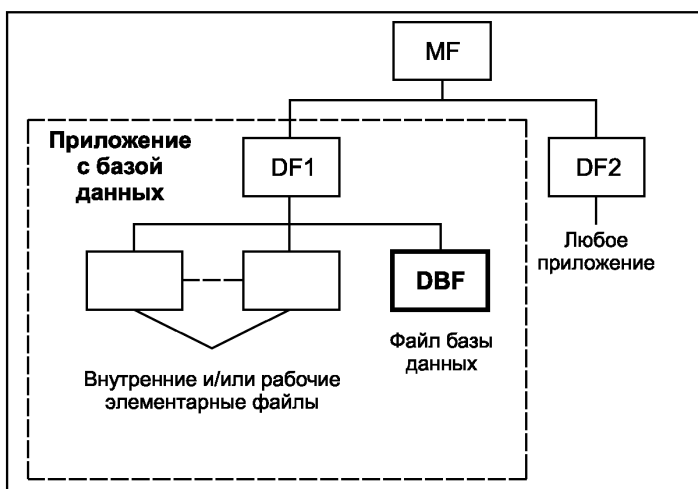 MF
Приложение
с базой
данных
DF1
DF2
Любое
приложение
DBF
Файл базы
данных
Внутренние и/или рабочие
элементарные файлы